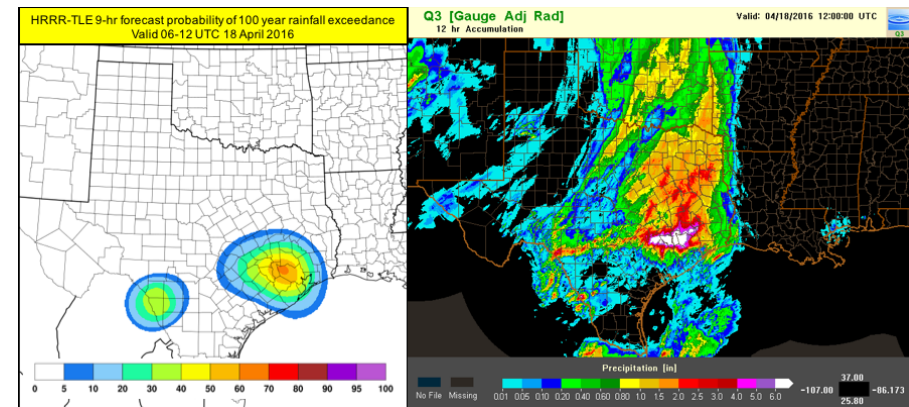 HRRR-TLE 9-hr forecast probability of 100 year rainfall exceedance
Valid 06-12 UTC 18 April 2016
0 5 10 20 30 40 50 60 70 80 90 95 100
Q3 [Gauge Adj Rad]
12 hr Accumulation
Valid: 04/18/2016 12:00:00 UTC
Q3
Precipitation [in]
No File Missing
0.01 0.05 0.10 0.20 0.40 0.60 0.80 1.0 1.5 2.0 3.0 4.0 5.0 6.0
37.00
-107.00 -86.173
25.80